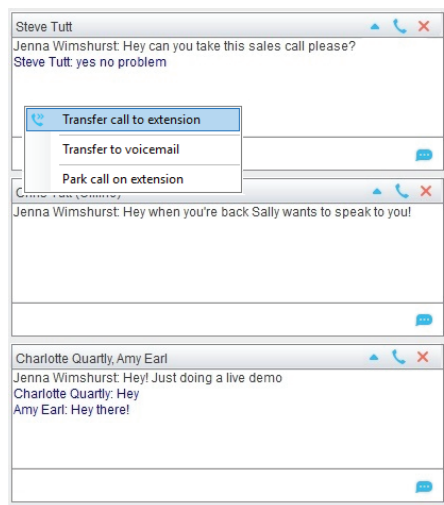 Steve Tutt
Jenna Wimshurst: Hey can you take this sales call please?
Steve Tutt: yes no problem
Transfer call to extension
Transfer to voicemail
Park call on extension
Jenna Wimshurst: Hey when you're back Sally wants to speak to you!
Charlotte Quartly, Amy Earl
Jenna Wimshurst: Hey! Just doing a live demo
Charlotte Quartly: Hey
Amy Earl: Hey there!